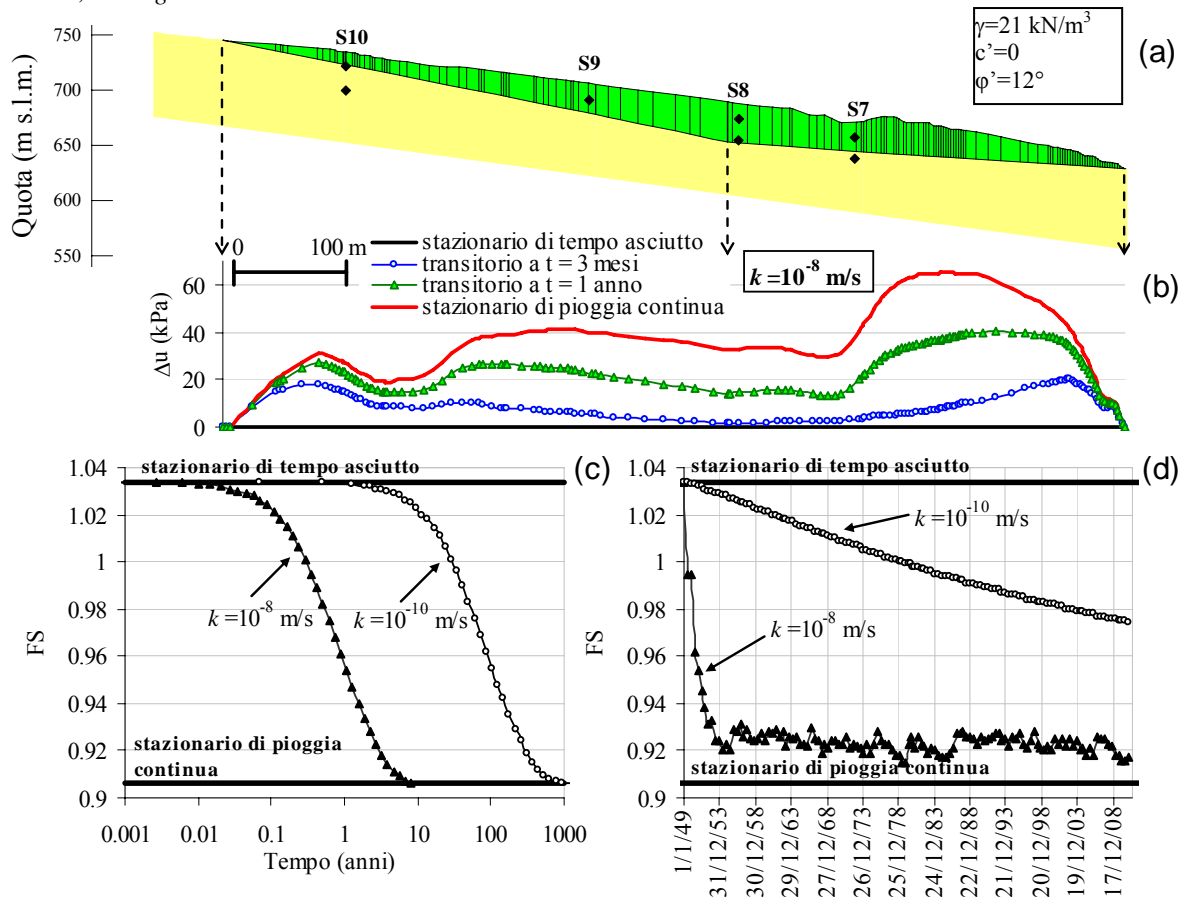 (a)
γ=21 kN/m³
c’=0
φ’=12°
Quota (m s.l.m.)
750
700
650
600
550
S10
S9
S8
S7
0
100 m
stazionario di tempo asciutto
transitorio a t = 3 mesi
transitorio a t = 1 anno
stazionario di pioggia continua
k =10⁻⁸ m/s
(b)
Δu (kPa)
60
40
20
0
(c)
FS
1.04
1.02
1
0.98
0.96
0.94
0.92
0.9
stazionario di tempo asciutto
k =10⁻⁸ m/s
k =10⁻¹⁰ m/s
stazionario di pioggia
continua
0.001
0.01
0.1
1
10
100
1000
Tempo (anni)
(d)
FS
1.04
1.02
1
0.98
0.96
0.94
0.92
0.9
stazionario di tempo asciutto
k =10⁻¹⁰ m/s
k =10⁻⁸ m/s
stazionario di pioggia continua
1/1/49
31/12/53
30/12/58
29/12/63
27/12/68
26/12/73
25/12/78
24/12/83
22/12/88
21/12/93
20/12/98
19/12/03
17/12/08